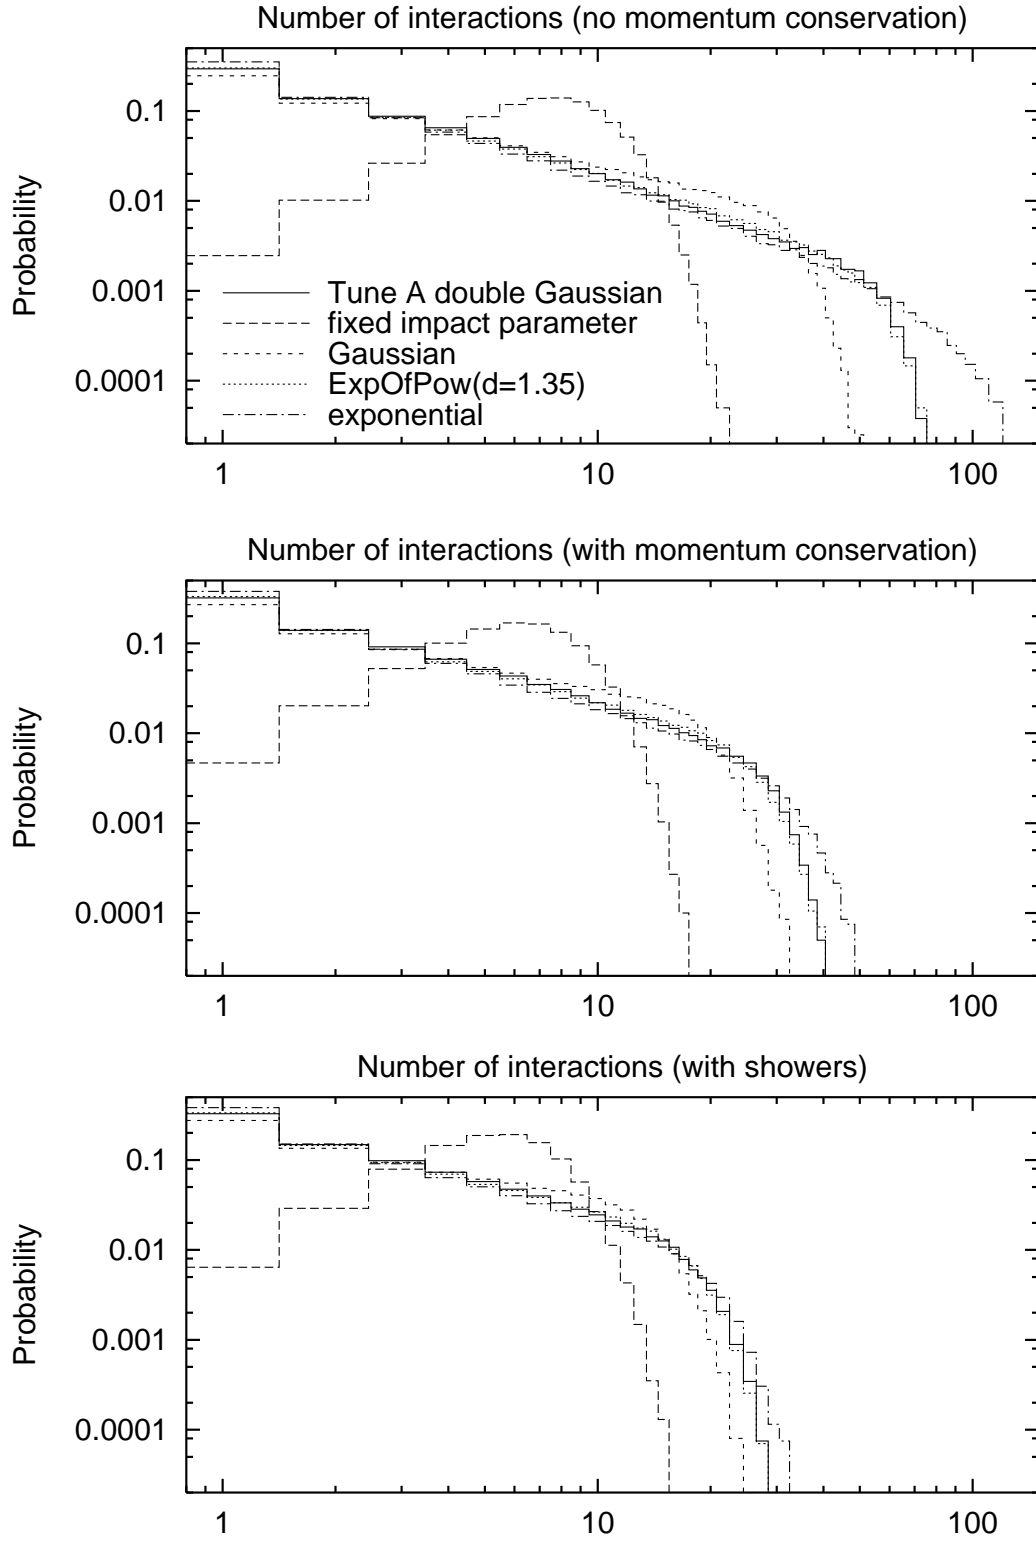 Number of interactions (no momentum conservation)
0.1
0.01
0.001
0.0001
Probability
Tune A double Gaussian
fixed impact parameter
Gaussian
ExpOfPow(d=1.35)
exponential
1 10 100
Number of interactions (with momentum conservation)
0.1
0.01
0.001
0.0001
Probability
1 10 100
Number of interactions (with showers)
0.1
0.01
0.001
0.0001
Probability
1 10 100